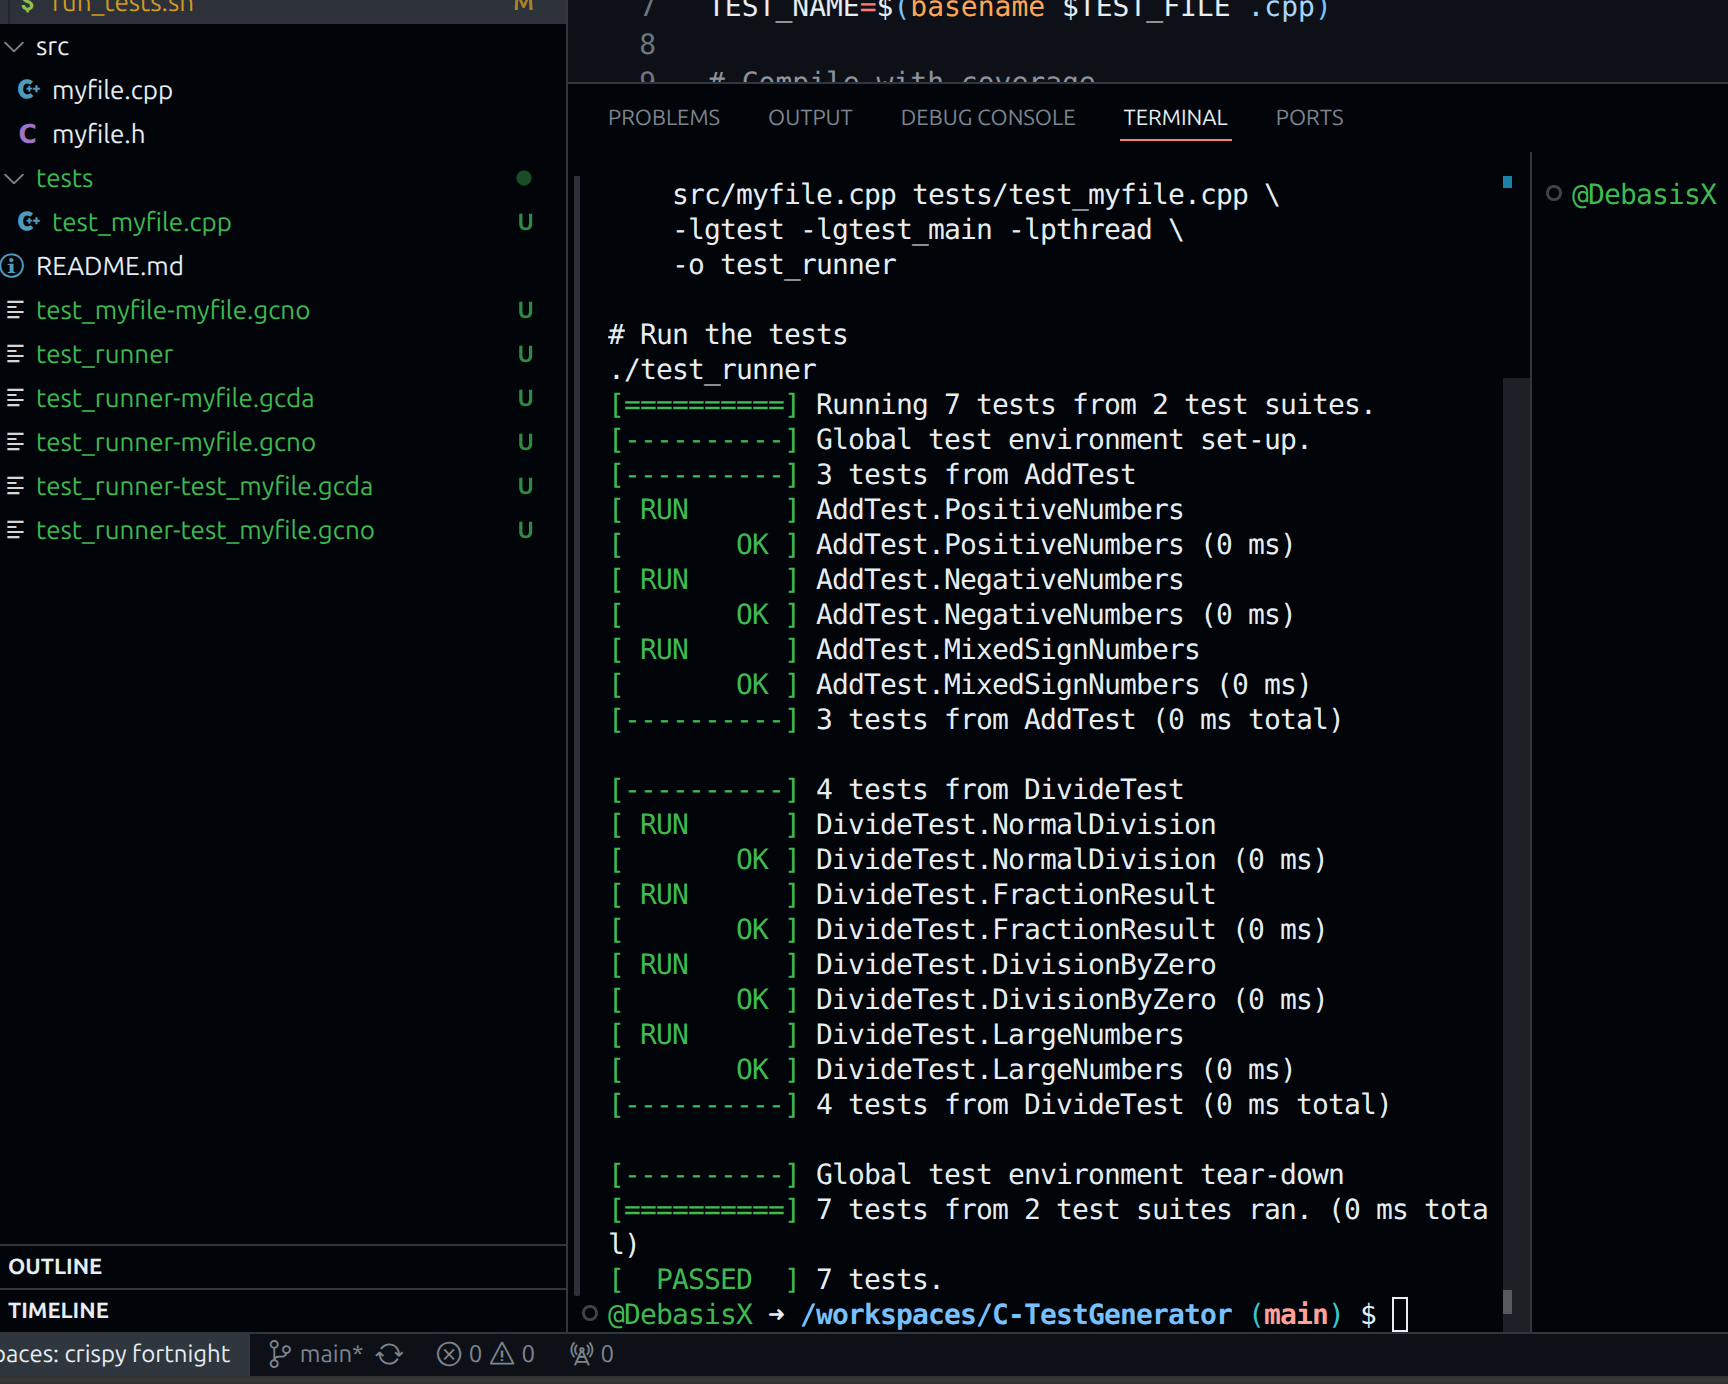 $ run_tests.sh M
src
myfile.cpp
C myfile.h
tests
test_myfile.cpp U
README.md
test_myfile-myfile.gcno U
test_runner U
test_runner-myfile.gcda U
test_runner-myfile.gcno U
test_runner-test_myfile.gcda U
test_runner-test_myfile.gcno U
OUTLINE
TIMELINE
7 TEST_NAME=$(basename $TEST_FILE .cpp)
8
9 # Compile with coverage
PROBLEMS OUTPUT DEBUG CONSOLE TERMINAL PORTS
src/myfile.cpp tests/test_myfile.cpp \
-lgtest -lgtest_main -lpthread \
-o test_runner
# Run the tests
./test_runner
[==========] Running 7 tests from 2 test suites.
[----------] Global test environment set-up.
[----------] 3 tests from AddTest
[ RUN      ] AddTest.PositiveNumbers
[       OK ] AddTest.PositiveNumbers (0 ms)
[ RUN      ] AddTest.NegativeNumbers
[       OK ] AddTest.NegativeNumbers (0 ms)
[ RUN      ] AddTest.MixedSignNumbers
[       OK ] AddTest.MixedSignNumbers (0 ms)
[----------] 3 tests from AddTest (0 ms total)
[----------] 4 tests from DivideTest
[ RUN      ] DivideTest.NormalDivision
[       OK ] DivideTest.NormalDivision (0 ms)
[ RUN      ] DivideTest.FractionResult
[       OK ] DivideTest.FractionResult (0 ms)
[ RUN      ] DivideTest.DivisionByZero
[       OK ] DivideTest.DivisionByZero (0 ms)
[ RUN      ] DivideTest.LargeNumbers
[       OK ] DivideTest.LargeNumbers (0 ms)
[----------] 4 tests from DivideTest (0 ms total)
[----------] Global test environment tear-down
[==========] 7 tests from 2 test suites ran. (0 ms tota
l)
[  PASSED  ] 7 tests.
@DebasisX ➜ /workspaces/C-TestGenerator (main) $
@DebasisX
paces: crispy fortnight main* 0 0 0